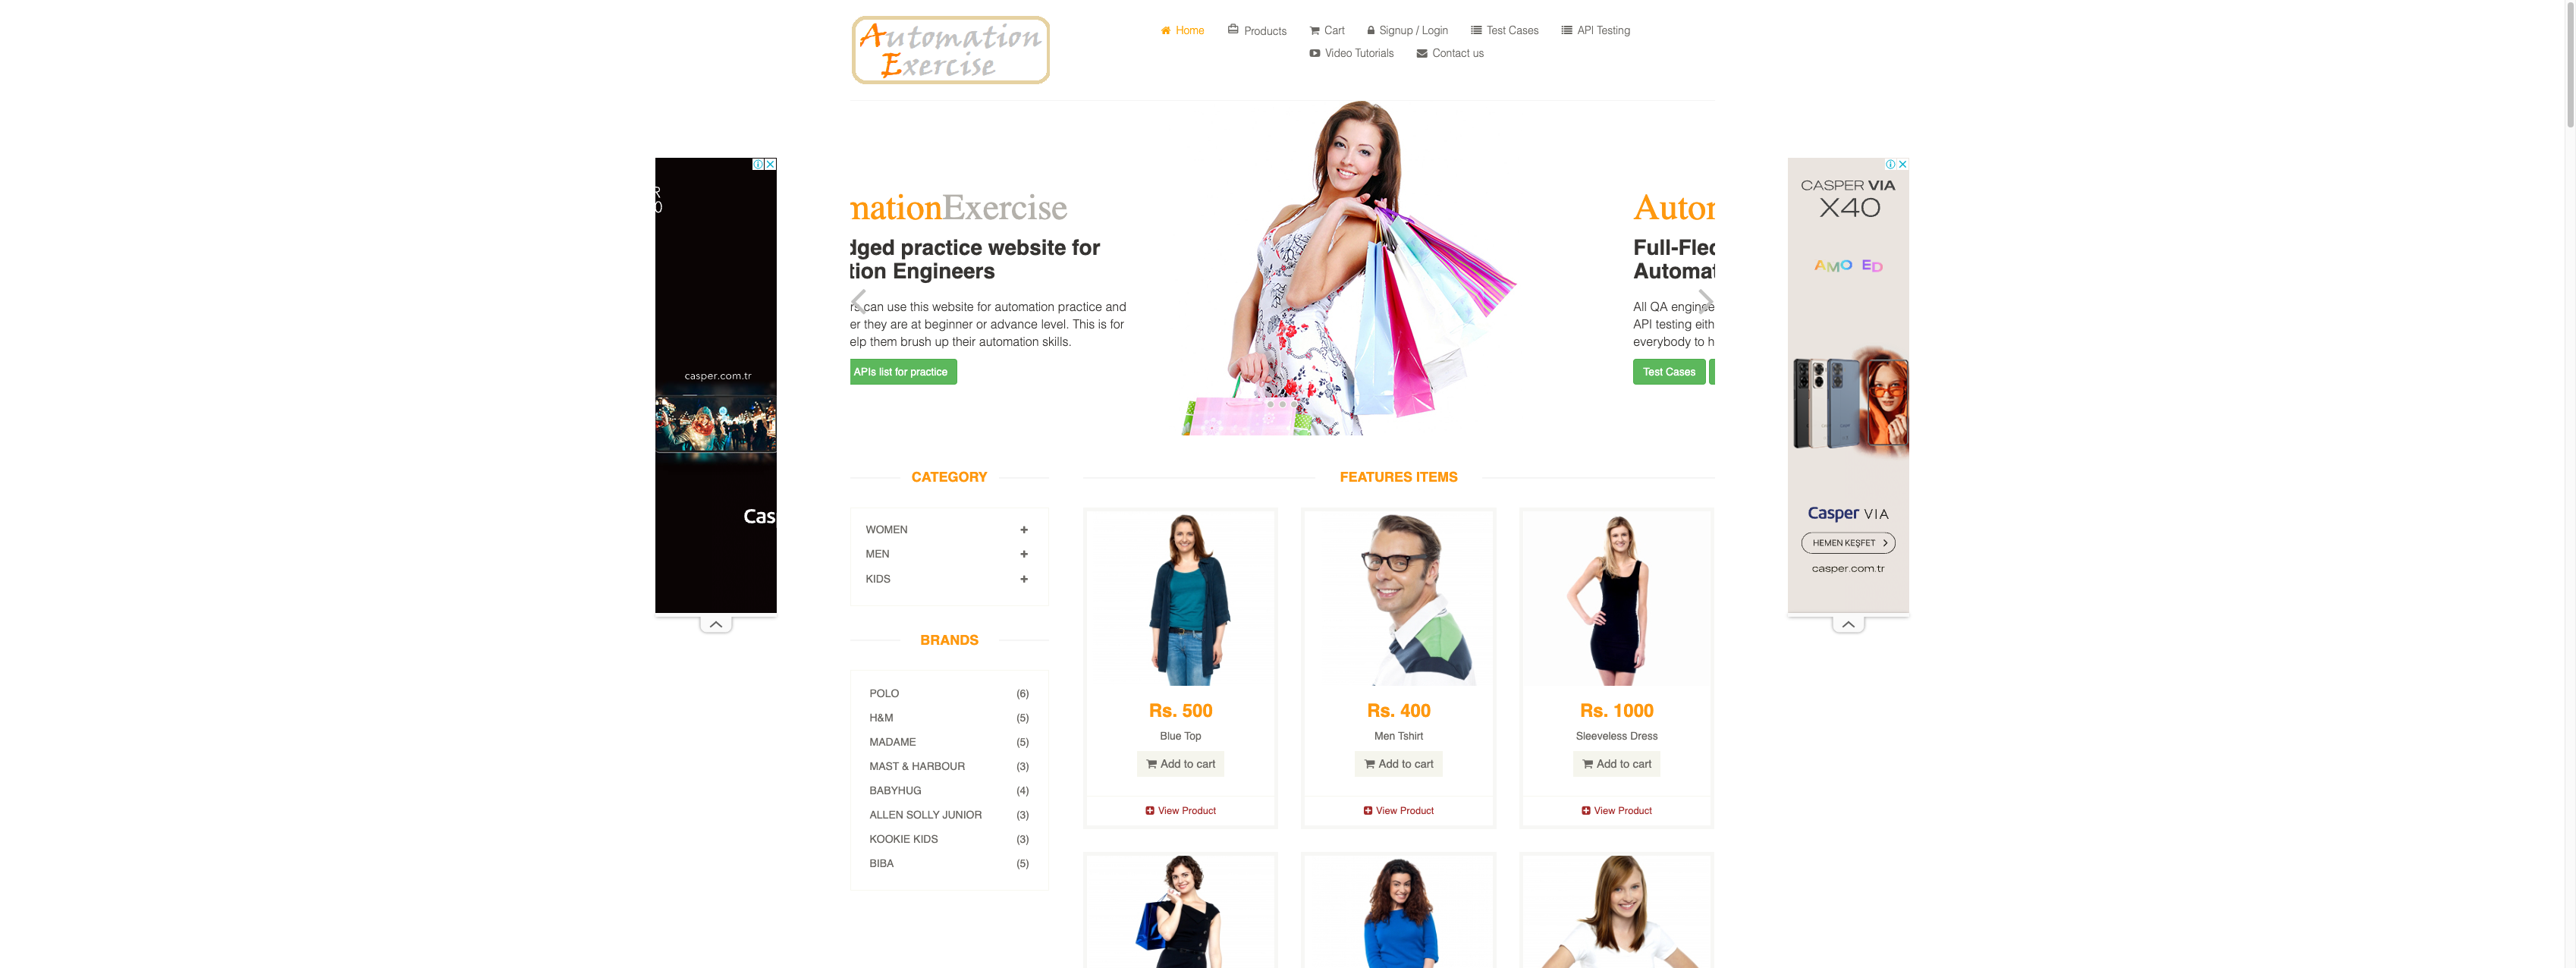 Automation
Exercise
Home
Products
Cart
Signup / Login
Test Cases
API Testing
Video Tutorials
Contact us
mationExercise
dged practice website for
tion Engineers
rs can use this website for automation practice and
er they are at beginner or advance level. This is for
elp them brush up their automation skills.
APIs list for practice
Autor
Full-Fled
Automat
All QA enginee
API testing eith
everybody to h
Test Cases
R
0
casper.com.tr
Cas
CASPER VIA
X40
AMO ED
Casper VIA
HEMEN KEŞFET
casper.com.tr
CATEGORY
WOMEN
MEN
KIDS
BRANDS
POLO (6)
H&M (5)
MADAME (5)
MAST & HARBOUR (3)
BABYHUG (4)
ALLEN SOLLY JUNIOR (3)
KOOKIE KIDS (3)
BIBA (5)
FEATURES ITEMS
Rs. 500
Blue Top
Add to cart
View Product
Rs. 400
Men Tshirt
Add to cart
View Product
Rs. 1000
Sleeveless Dress
Add to cart
View Product